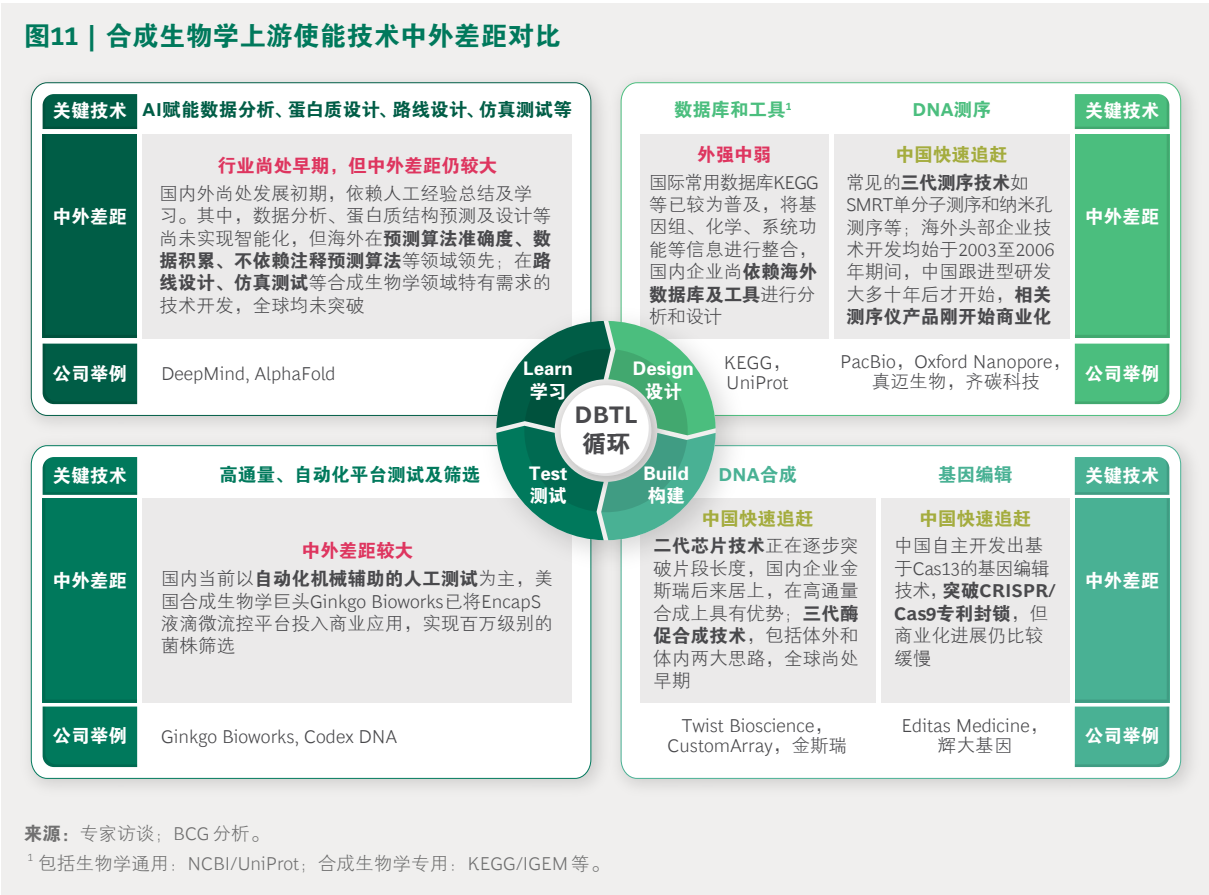 图11 | 合成生物学上游使能技术中外差距对比
关键技术
AI赋能数据分析、蛋白质设计、路线设计、仿真测试等
中外差距
行业尚处早期，但中外差距仍较大
国内外尚处发展初期，依赖人工经验总结及学
习。其中，数据分析、蛋白质结构预测及设计等
尚未实现智能化，但海外在预测算法准确度、数
据积累、不依赖注释预测算法等领域领先；在路
线设计、仿真测试等合成生物学领域特有需求的
技术开发，全球均未突破
公司举例
DeepMind, AlphaFold
数据库和工具1
DNA测序
关键技术
外强中弱
国际常用数据库KEGG
等已较为普及，将基
因组、化学、系统功
能等信息进行整合，
国内企业尚依赖海外
数据库及工具进行分
析和设计
中国快速追赶
常见的三代测序技术如
SMRT单分子测序和纳米孔
测序等；海外头部企业技
术开发均始于2003至2006
年期间，中国跟进型研发
大多十年后才开始，相关
测序仪产品刚开始商业化
中外差距
KEGG，
UniProt
PacBio，Oxford Nanopore，
真迈生物，齐碳科技
公司举例
Learn
学习
Design
设计
DBTL
循环
Test
测试
Build
构建
关键技术
高通量、自动化平台测试及筛选
中外差距
中外差距较大
国内当前以自动化机械辅助的人工测试为主，美
国合成生物学巨头Ginkgo Bioworks已将EncapS
液滴微流控平台投入商业应用，实现百万级别的
菌株筛选
公司举例
Ginkgo Bioworks, Codex DNA
DNA合成
基因编辑
关键技术
中国快速追赶
二代芯片技术正在逐步突
破片段长度，国内企业金
斯瑞后来居上，在高通量
合成上具有优势；三代酶
促合成技术，包括体外和
体内两大思路，全球尚处
早期
中国快速追赶
中国自主开发出基
于Cas13的基因编辑
技术，突破CRISPR/
Cas9专利封锁，但
商业化进展仍比较
缓慢
中外差距
Twist Bioscience，
CustomArray，金斯瑞
Editas Medicine，
辉大基因
公司举例
来源：专家访谈；BCG 分析。
1 包括生物学通用：NCBI/UniProt；合成生物学专用：KEGG/IGEM 等。